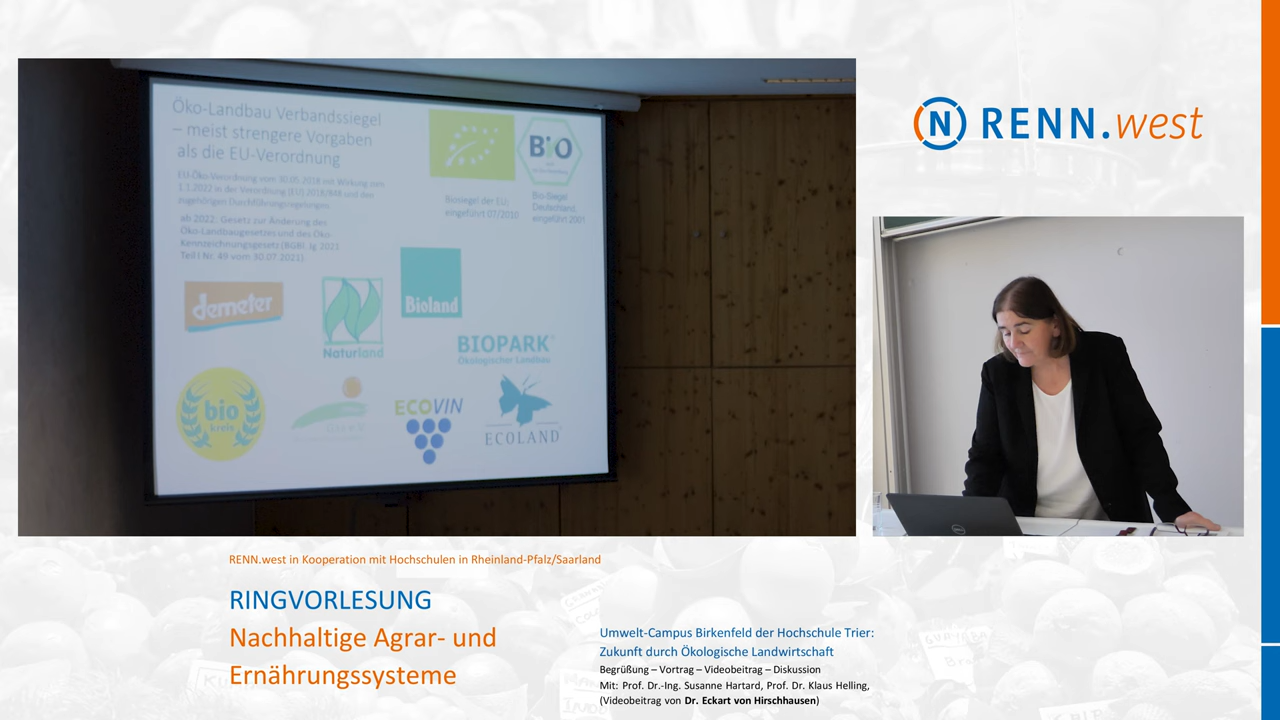 Öko-Landbau Verbandssiegel
– meist strengere Vorgaben
als die EU-Verordnung
EU-Öko-Verordnung vom 30.05.2018 mit Wirkung zum
1.1.2022 in der Verordnung (EU) 2018/848 und den
zugehörigen Durchführungsregelungen
ab 2022: Gesetz zur Änderung des
Öko-Landbaugesetzes und des Öko-
Kennzeichnungsgesetz (BGBl. Jg 2021
Teil I Nr. 49 vom 30.07.2021).
Biosiegel der EU:
eingeführt 07/2010
BiO
Bio-Siegel
Deutschland,
eingeführt 2001
demeter
Naturland
Bioland
BIOPARK
Ökologischer Landbau
bio
kreis
Gäa e.V.
ECOVIN
ECOLAND
N RENN.west
DELL
RENN.west in Kooperation mit Hochschulen in Rheinland-Pfalz/Saarland
RINGVORLESUNG
Nachhaltige Agrar- und
Ernährungssysteme
Umwelt-Campus Birkenfeld der Hochschule Trier:
Zukunft durch Ökologische Landwirtschaft
Begrüßung – Vortrag – Videobeitrag – Diskussion
Mit: Prof. Dr.-Ing. Susanne Hartard, Prof. Dr. Klaus Helling,
(Videobeitrag von Dr. Eckart von Hirschhausen)